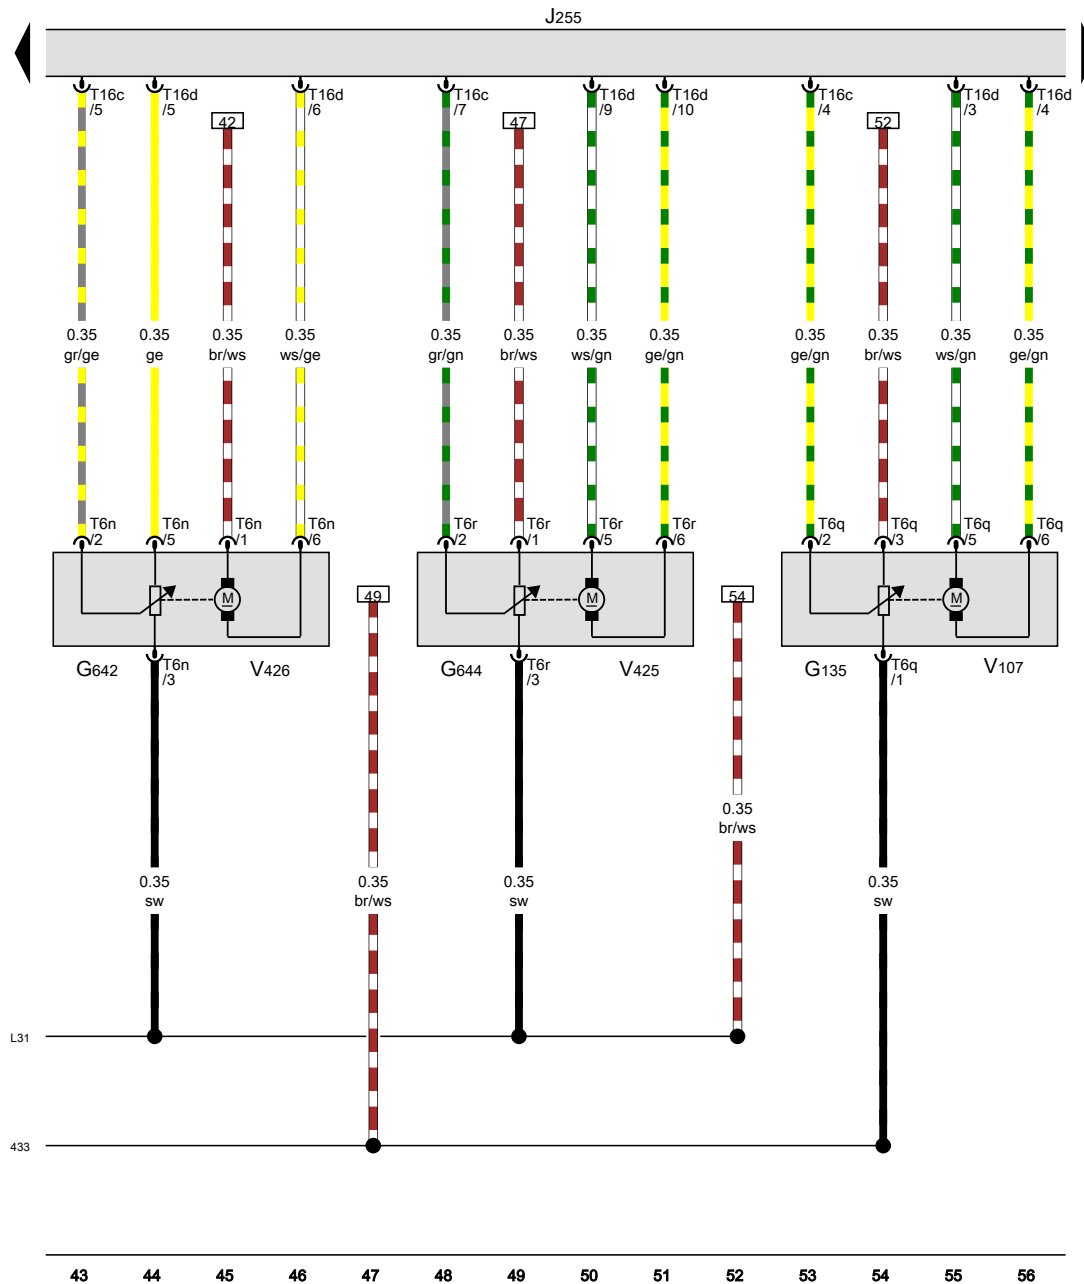 J255
T16c T16d T16d T16c T16d T16d T16c T16d T16d
/5 /5 /6 /7 /9 /10 /4 /3 /4
42 47 52
0.35 0.35 0.35 0.35 0.35 0.35 0.35 0.35 0.35 0.35 0.35 0.35
gr/ge ge br/ws ws/ge gr/gn br/ws ws/gn ge/gn ge/gn br/ws ws/gn ge/gn
T6n T6n T6n T6n T6r T6r T6r T6r T6q T6q T6q T6q
/2 /5 /1 /6 /2 /1 /5 /6 /2 /3 /5 /6
M 49 M 54 M
G642 T6n V426 G644 T6r V425 G135 T6q V107
/3 /3 /1
0.35
br/ws
0.35 0.35 0.35 0.35
sw br/ws sw sw
L31
433
43 44 45 46 47 48 49 50 51 52 53 54 55 56